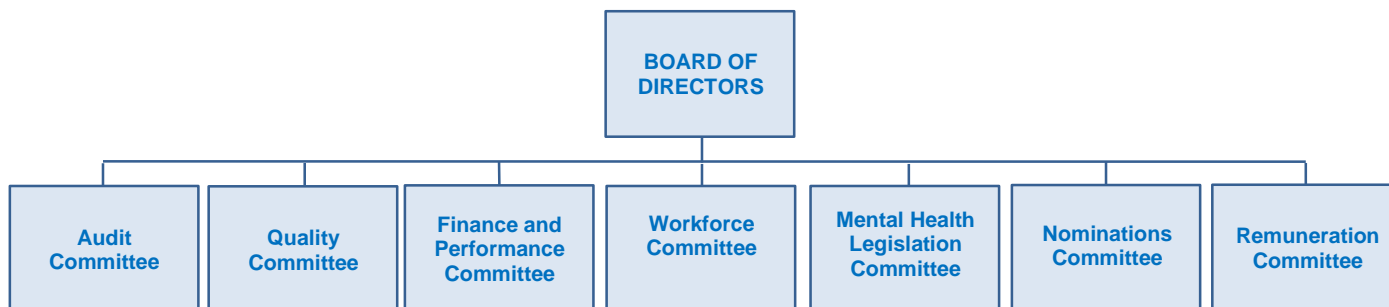 BOARD OF
DIRECTORS
Audit
Committee
Quality
Committee
Finance and
Performance
Committee
Workforce
Committee
Mental Health
Legislation
Committee
Nominations
Committee
Remuneration
Committee